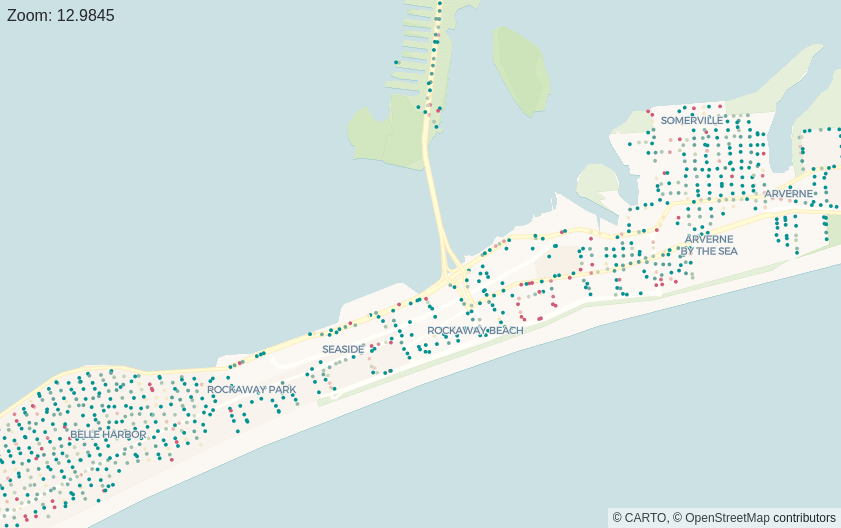 Zoom: 12.9845
SOMERVILLE
ARVERNE
ARVERNE
BY THE SEA
ROCKAWAY BEACH
SEASIDE
ROCKAWAY PARK
BELLE HARBOR
© CARTO, © OpenStreetMap contributors